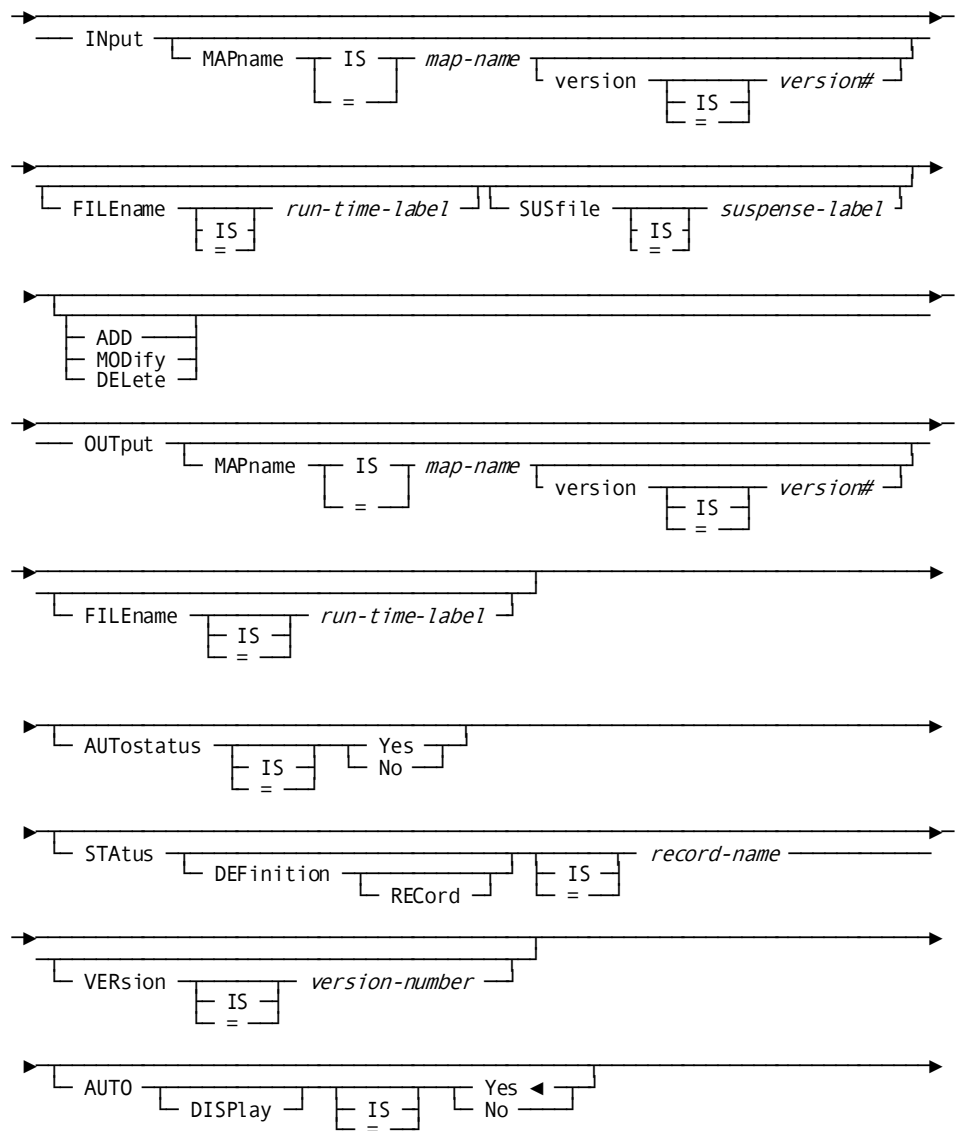 INput
MAPname IS map-name version IS version#
= =
FILEname IS run-time-label SUSfile IS suspense-label
= =
ADD
MODify
DELete
OUTput
MAPname IS map-name version IS version#
= =
FILEname IS run-time-label
=
AUTostatus IS Yes
= No
STAtus DEFinition RECord IS record-name
=
VERsion IS version-number
=
AUTO DISPlay IS Yes
= No